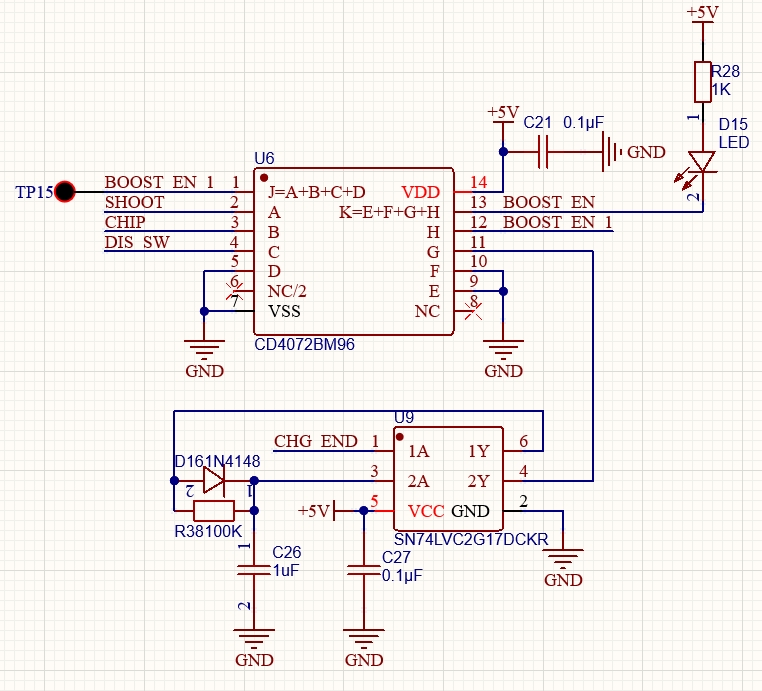 +5V
R28
1K
1
D15
LED
2
+5V
C21 0.1µF
GND
U6
TP15
BOOST_EN_1 1 J=A+B+C+D VDD 14
SHOOT 2 A K=E+F+G+H 13 BOOST_EN
CHIP 3 B H 12 BOOST_EN_1
DIS_SW 4 C G 11
5 D F 10
6 NC/2 E 9
7 VSS NC 8
CD4072BM96
GND
GND
U9
CHG_END 1 1A 1Y 6
D161N4148
3 2A 2Y 4
2 1
R38100K
+5V 5 VCC GND 2
SN74LVC2G17DCKR
1
C26
1uF
2
C27
0.1µF
GND
GND
GND